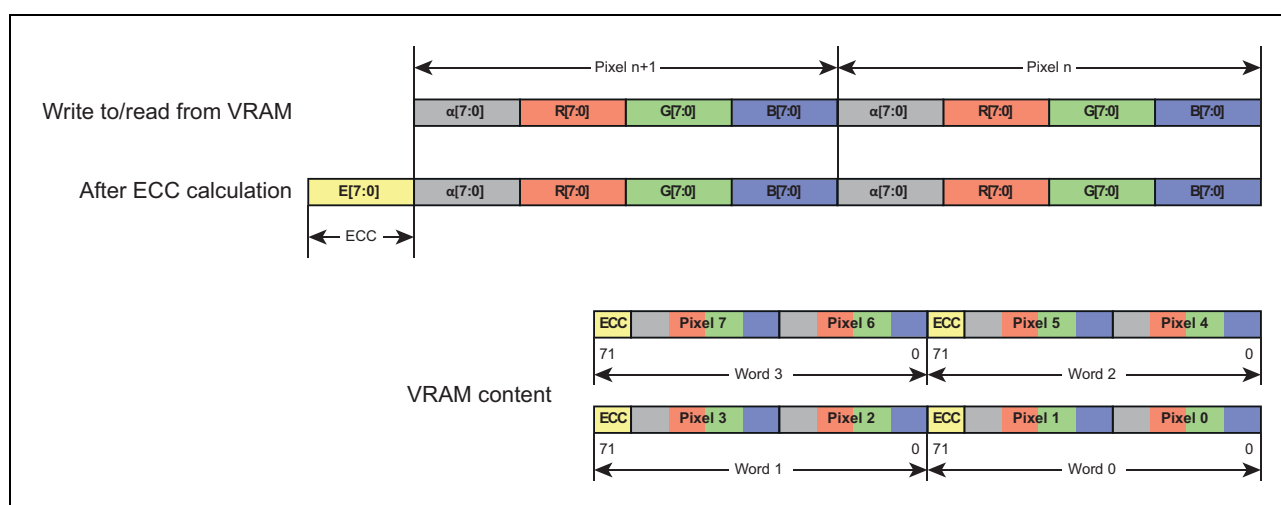 Pixel n+1 Pixel n
Write to/read from VRAM α[7:0] R[7:0] G[7:0] B[7:0] α[7:0] R[7:0] G[7:0] B[7:0]
After ECC calculation E[7:0] α[7:0] R[7:0] G[7:0] B[7:0] α[7:0] R[7:0] G[7:0] B[7:0]
ECC
ECC Pixel 7 Pixel 6 ECC Pixel 5 Pixel 4
71 0 71 0
Word 3 Word 2
VRAM content
ECC Pixel 3 Pixel 2 ECC Pixel 1 Pixel 0
71 0 71 0
Word 1 Word 0